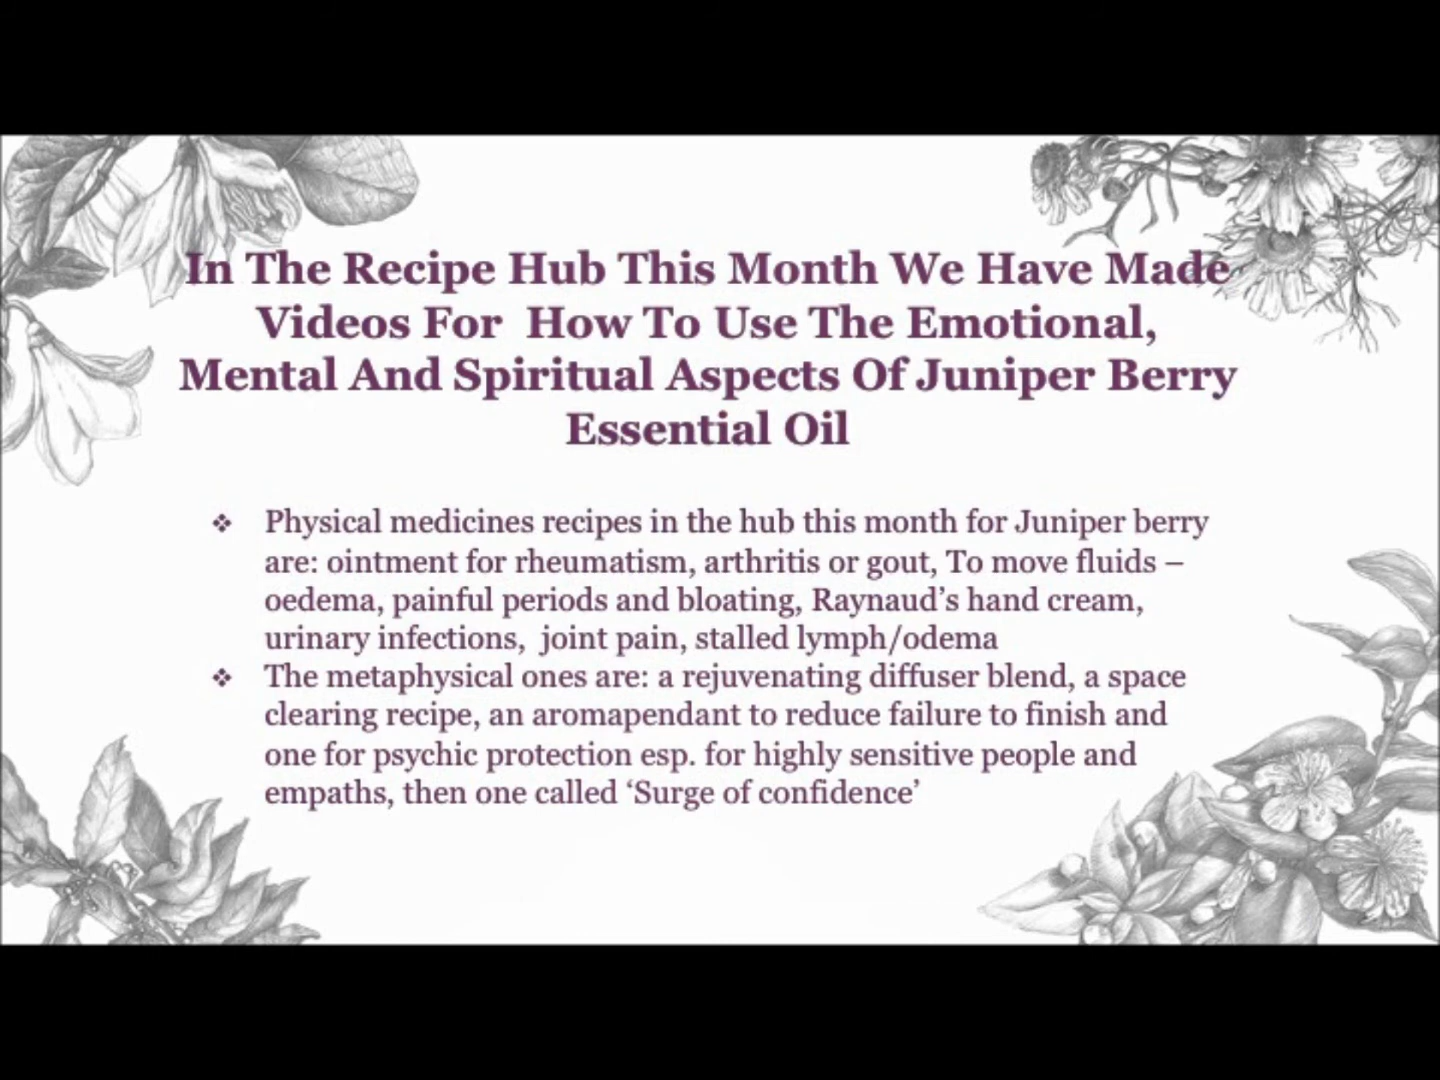 In The Recipe Hub This Month We Have Made
Videos For  How To Use The Emotional,
Mental And Spiritual Aspects Of Juniper Berry
Essential Oil
❖ Physical medicines recipes in the hub this month for Juniper berry
are: ointment for rheumatism, arthritis or gout, To move fluids –
oedema, painful periods and bloating, Raynaud’s hand cream,
urinary infections,  joint pain, stalled lymph/odema
❖ The metaphysical ones are: a rejuvenating diffuser blend, a space
clearing recipe, an aromapendant to reduce failure to finish and
one for psychic protection esp. for highly sensitive people and
empaths, then one called ‘Surge of confidence’